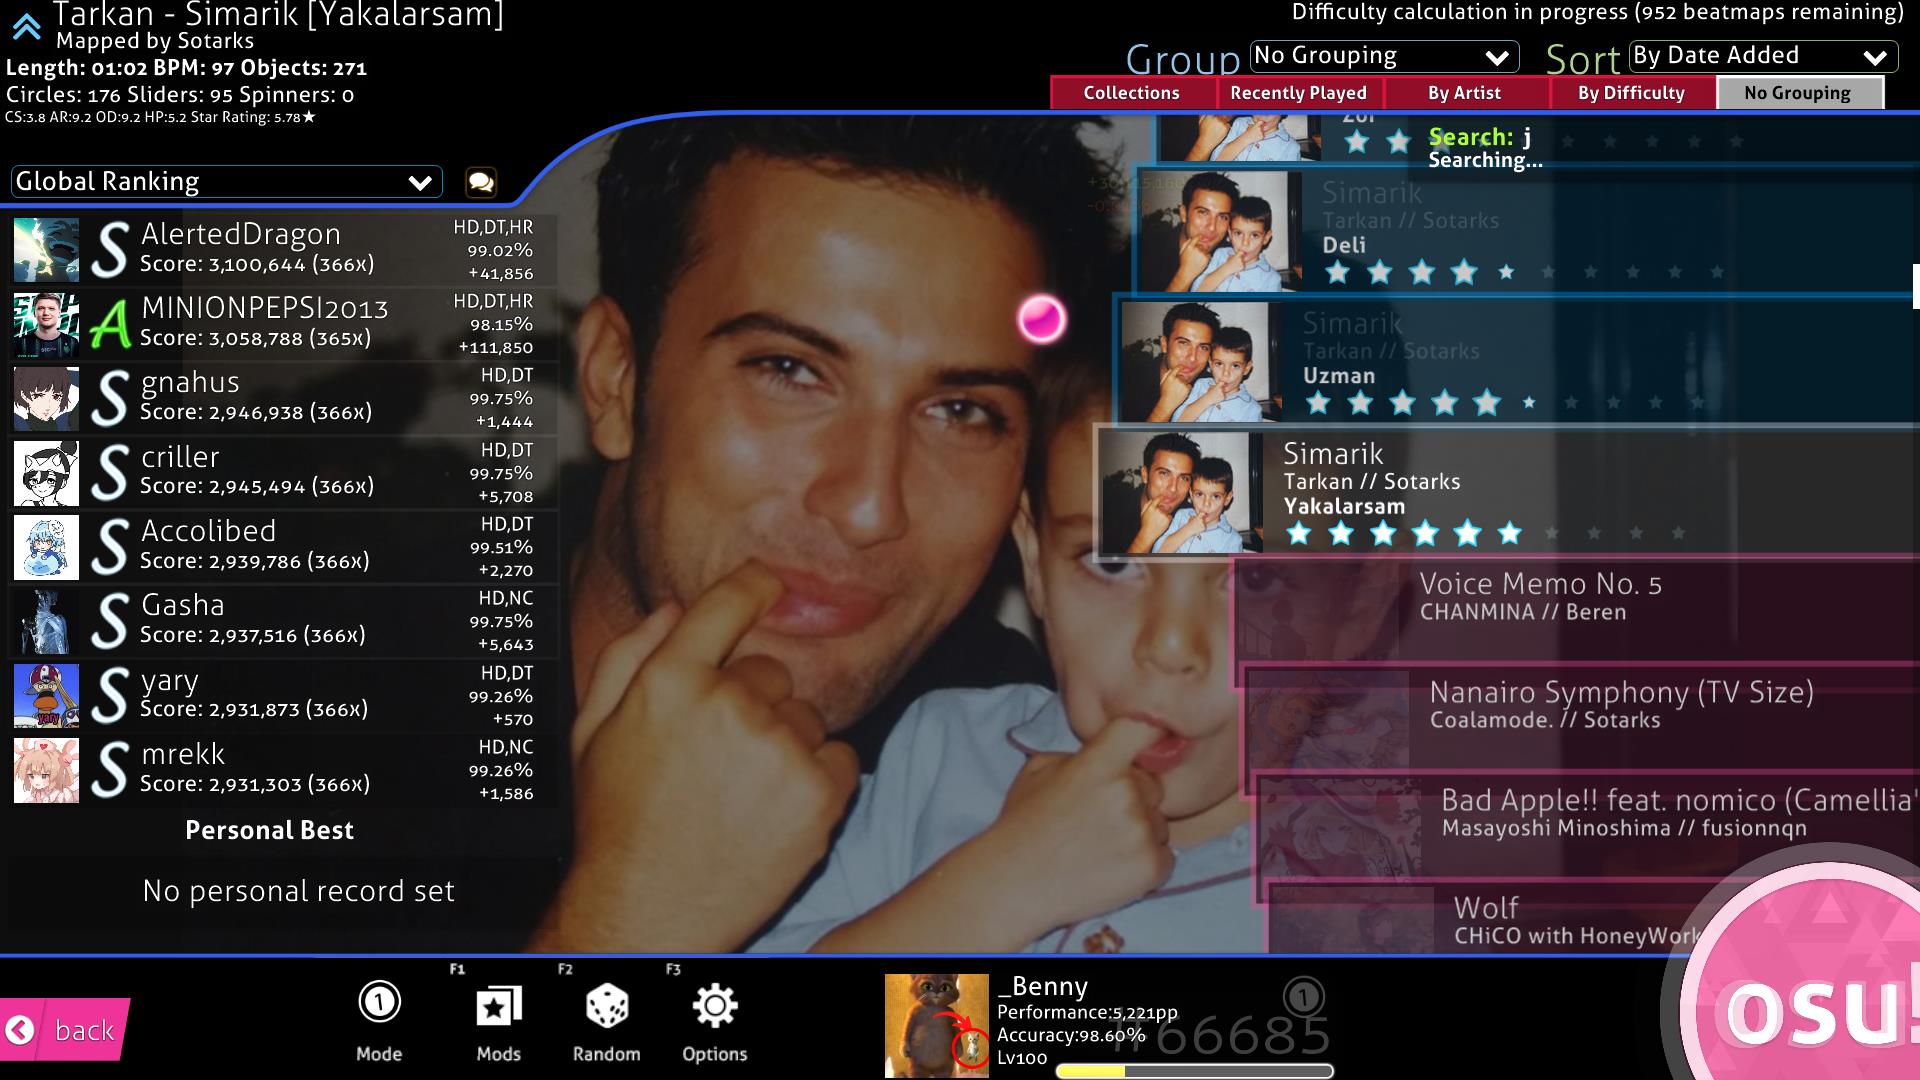 Tarkan - Simarik [Yakalarsam]
Mapped by Sotarks
Length: 01:02 BPM: 97 Objects: 271
Circles: 176 Sliders: 95 Spinners: 0
CS:3.8 AR:9.2 OD:9.2 HP:5.2 Star Rating: 5.78★
Difficulty calculation in progress (952 beatmaps remaining)
Group No Grouping
Sort By Date Added
Collections
Recently Played
By Artist
By Difficulty
No Grouping
Search: j
Searching...
Global Ranking
AlertedDragon
Score: 3,100,644 (366x)
HD,DT,HR
99.02%
+41,856
MINIONPEPSI2013
Score: 3,058,788 (365x)
HD,DT,HR
98.15%
+111,850
gnahus
Score: 2,946,938 (366x)
HD,DT
99.75%
+1,444
criller
Score: 2,945,494 (366x)
HD,DT
99.75%
+5,708
Accolibed
Score: 2,939,786 (366x)
HD,DT
99.51%
+2,270
Gasha
Score: 2,937,516 (366x)
HD,NC
99.75%
+5,643
yary
Score: 2,931,873 (366x)
HD,DT
99.26%
+570
mrekk
Score: 2,931,303 (366x)
HD,NC
99.26%
+1,586
Personal Best
No personal record set
Simarik
Tarkan // Sotarks
Deli
Simarik
Tarkan // Sotarks
Uzman
Simarik
Tarkan // Sotarks
Yakalarsam
Voice Memo No. 5
CHANMINA // Beren
Nanairo Symphony (TV Size)
Coalamode. // Sotarks
Bad Apple!! feat. nomico (Camellia'
Masayoshi Minoshima // fusionnqn
Wolf
CHiCO with HoneyWork
back
Mode
F1
Mods
F2
Random
F3
Options
_Benny
Performance:5,221pp
Accuracy:98.60%
Lv100
#66685
osu!